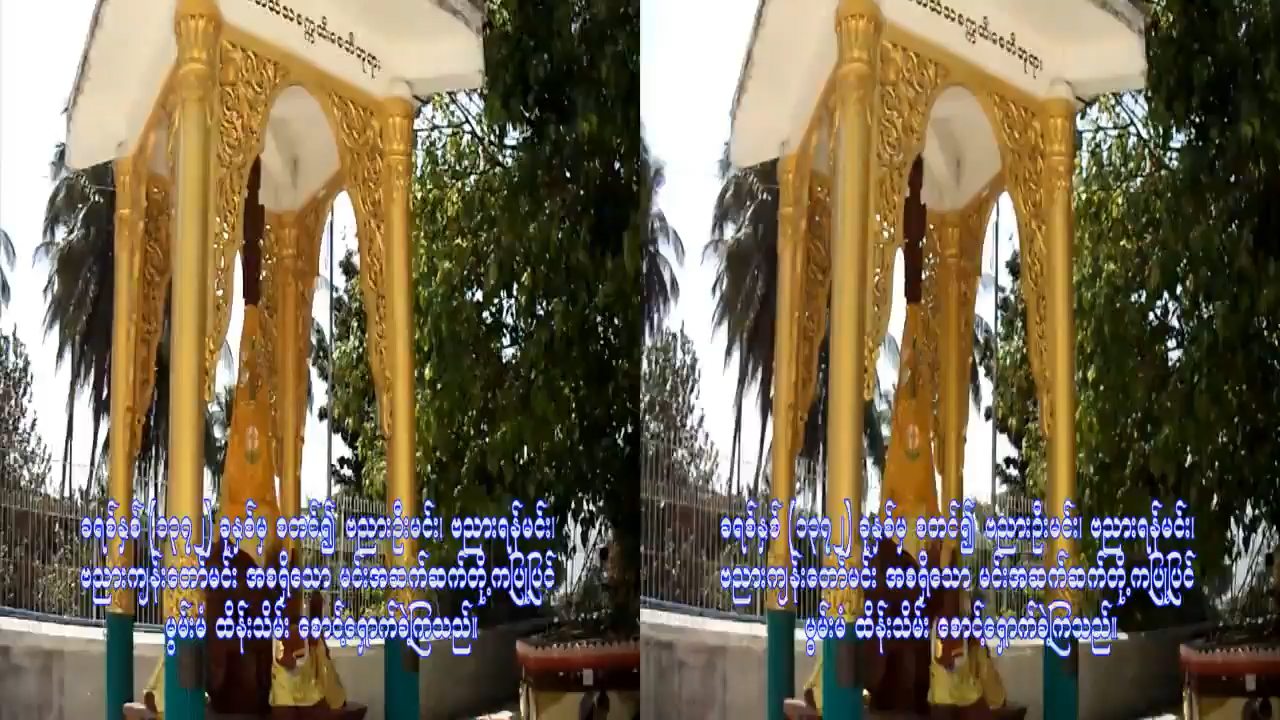 ခရစ်နှစ် (၁၃၇၂) ခုနှစ်မှ စတင်၍ ဗညားဦးမင်း၊ ဗညားရန်မင်း၊
ဗညားကျန်းတော်မင်း အစရှိသော မင်းအဆက်ဆက်တို့ကပြုပြင်
မွမ်းမံ ထိန်းသိမ်း စောင့်ရှောက်ခဲ့ကြသည်။
ခရစ်နှစ် (၁၃၇၂) ခုနှစ်မှ စတင်၍ ဗညားဦးမင်း၊ ဗညားရန်မင်း၊
ဗညားကျန်းတော်မင်း အစရှိသော မင်းအဆက်ဆက်တို့ကပြုပြင်
မွမ်းမံ ထိန်းသိမ်း စောင့်ရှောက်ခဲ့ကြသည်။